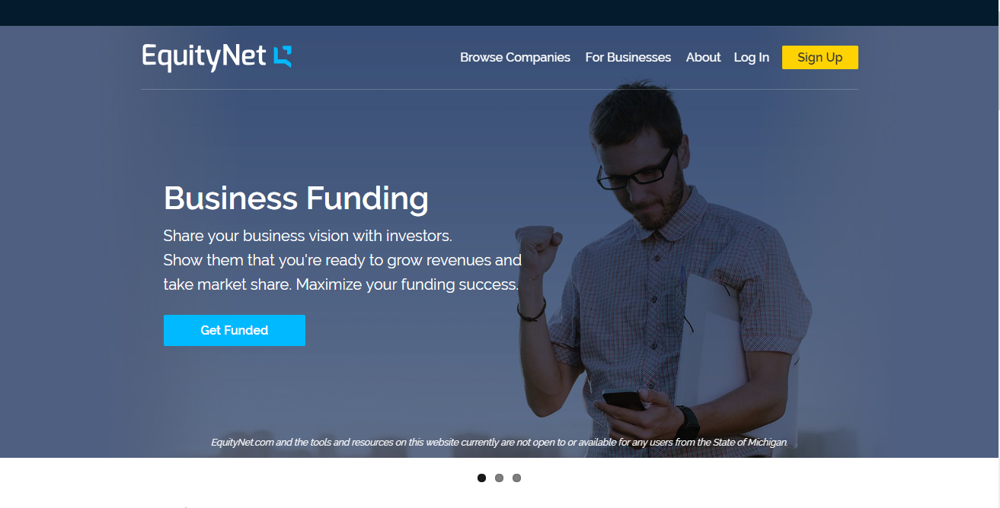 EquityNet
Browse Companies
For Businesses
About
Log In
Sign Up
Business Funding
Share your business vision with investors.
Show them that you're ready to grow revenues and
take market share. Maximize your funding success.
Get Funded
EquityNet.com and the tools and resources on this website currently are not open to or available for any users from the State of Michigan.